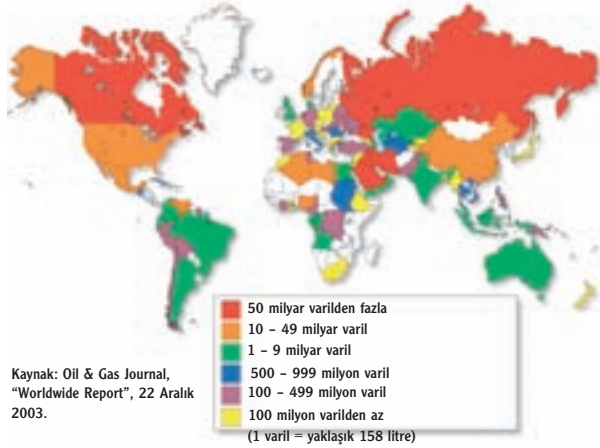 50 milyar varilden fazla
10 - 49 milyar varil
1 - 9 milyar varil
500 - 999 milyon varil
100 - 499 milyon varil
100 milyon varilden az
(1 varil = yaklaşık 158 litre)
Kaynak: Oil & Gas Journal,
“Worldwide Report”, 22 Aralık
2003.